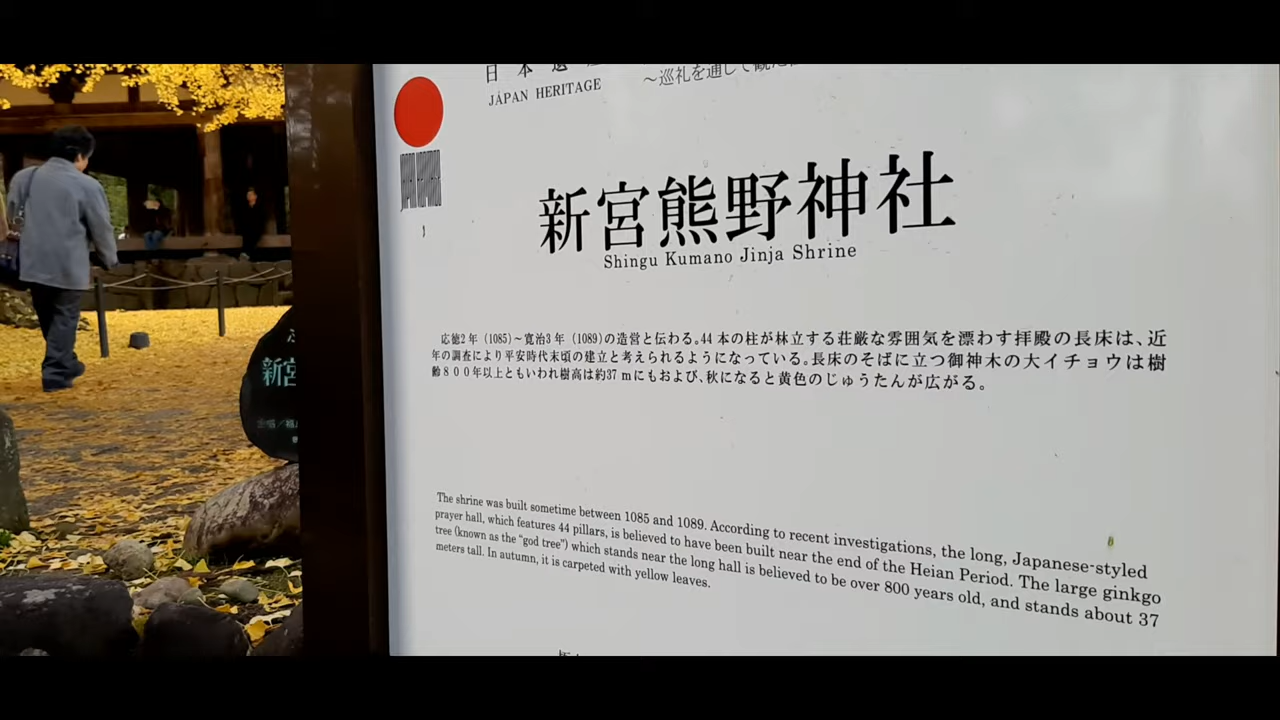 日本遺
JAPAN HERITAGE
～巡礼を通して観た
新宮熊野神社
Shingu Kumano Jinja Shrine
応徳2年（1085）～寛治3年（1089）の造営と伝わる。44本の柱が林立する荘厳な雰囲気を漂わす拝殿の長床は、近
年の調査により平安時代末頃の建立と考えられるようになっている。長床のそばに立つ御神木の大イチョウは樹
齢８００年以上ともいわれ樹高は約37mにもおよび、秋になると黄色のじゅうたんが広がる。
The shrine was built sometime between 1085 and 1089. According to recent investigations, the long, Japanese-styled
prayer hall, which features 44 pillars, is believed to have been built near the end of the Heian Period. The large ginkgo
tree (known as the “god tree”) which stands near the long hall is believed to be over 800 years old, and stands about 37
meters tall. In autumn, it is carpeted with yellow leaves.
新宮